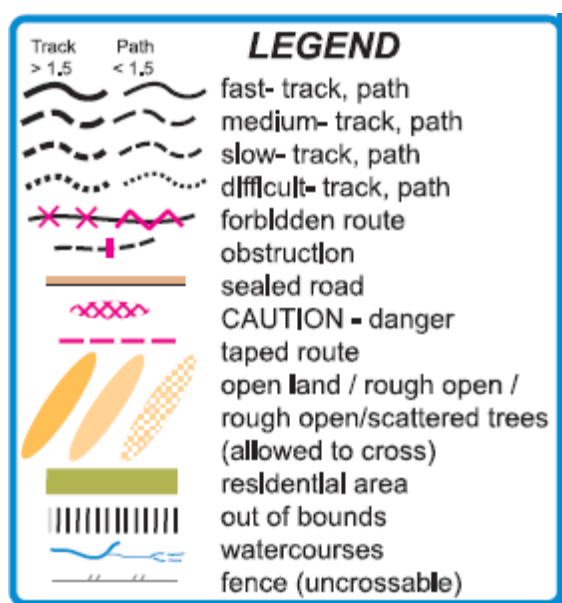 LEGEND
Track Path
> 1.5 < 1.5
fast- track, path
medium- track, path
slow- track, path
difficult- track, path
forbidden route
obstruction
sealed road
CAUTION - danger
taped route
open land / rough open /
rough open/scattered trees
(allowed to cross)
residential area
out of bounds
watercourses
fence (uncrossable)